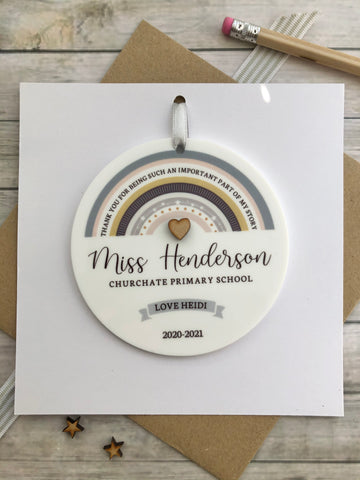 THANK YOU FOR BEING SUCH AN IMPORTANT PART OF MY STORY
Miss Henderson
CHURCHATE PRIMARY SCHOOL
LOVE HEIDI
2020-2021